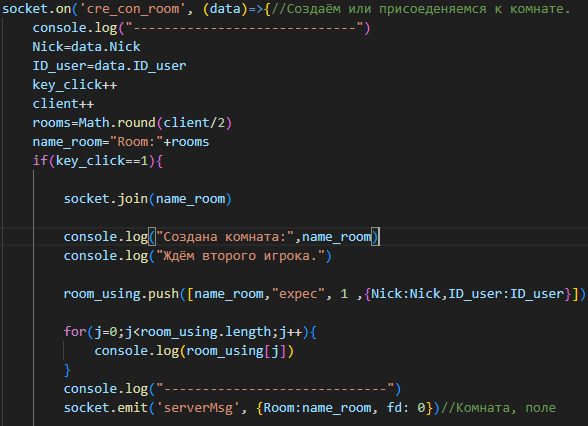 socket.on('cre_con_room', (data)=>{//Создаём или присоеденяемся к комнате.
console.log("-----------------------------")
Nick=data.Nick
ID_user=data.ID_user
key_click++
client++
rooms=Math.round(client/2)
name_room="Room:"+rooms
if(key_click==1){
socket.join(name_room)
console.log("Создана комната:",name_room)
console.log("Ждём второго игрока.")
room_using.push([name_room,"expec", 1 ,{Nick:Nick,ID_user:ID_user}])
for(j=0;j<room_using.length;j++){
console.log(room_using[j])
}
console.log("-----------------------------")
socket.emit('serverMsg', {Room:name_room, fd: 0})//Комната, поле